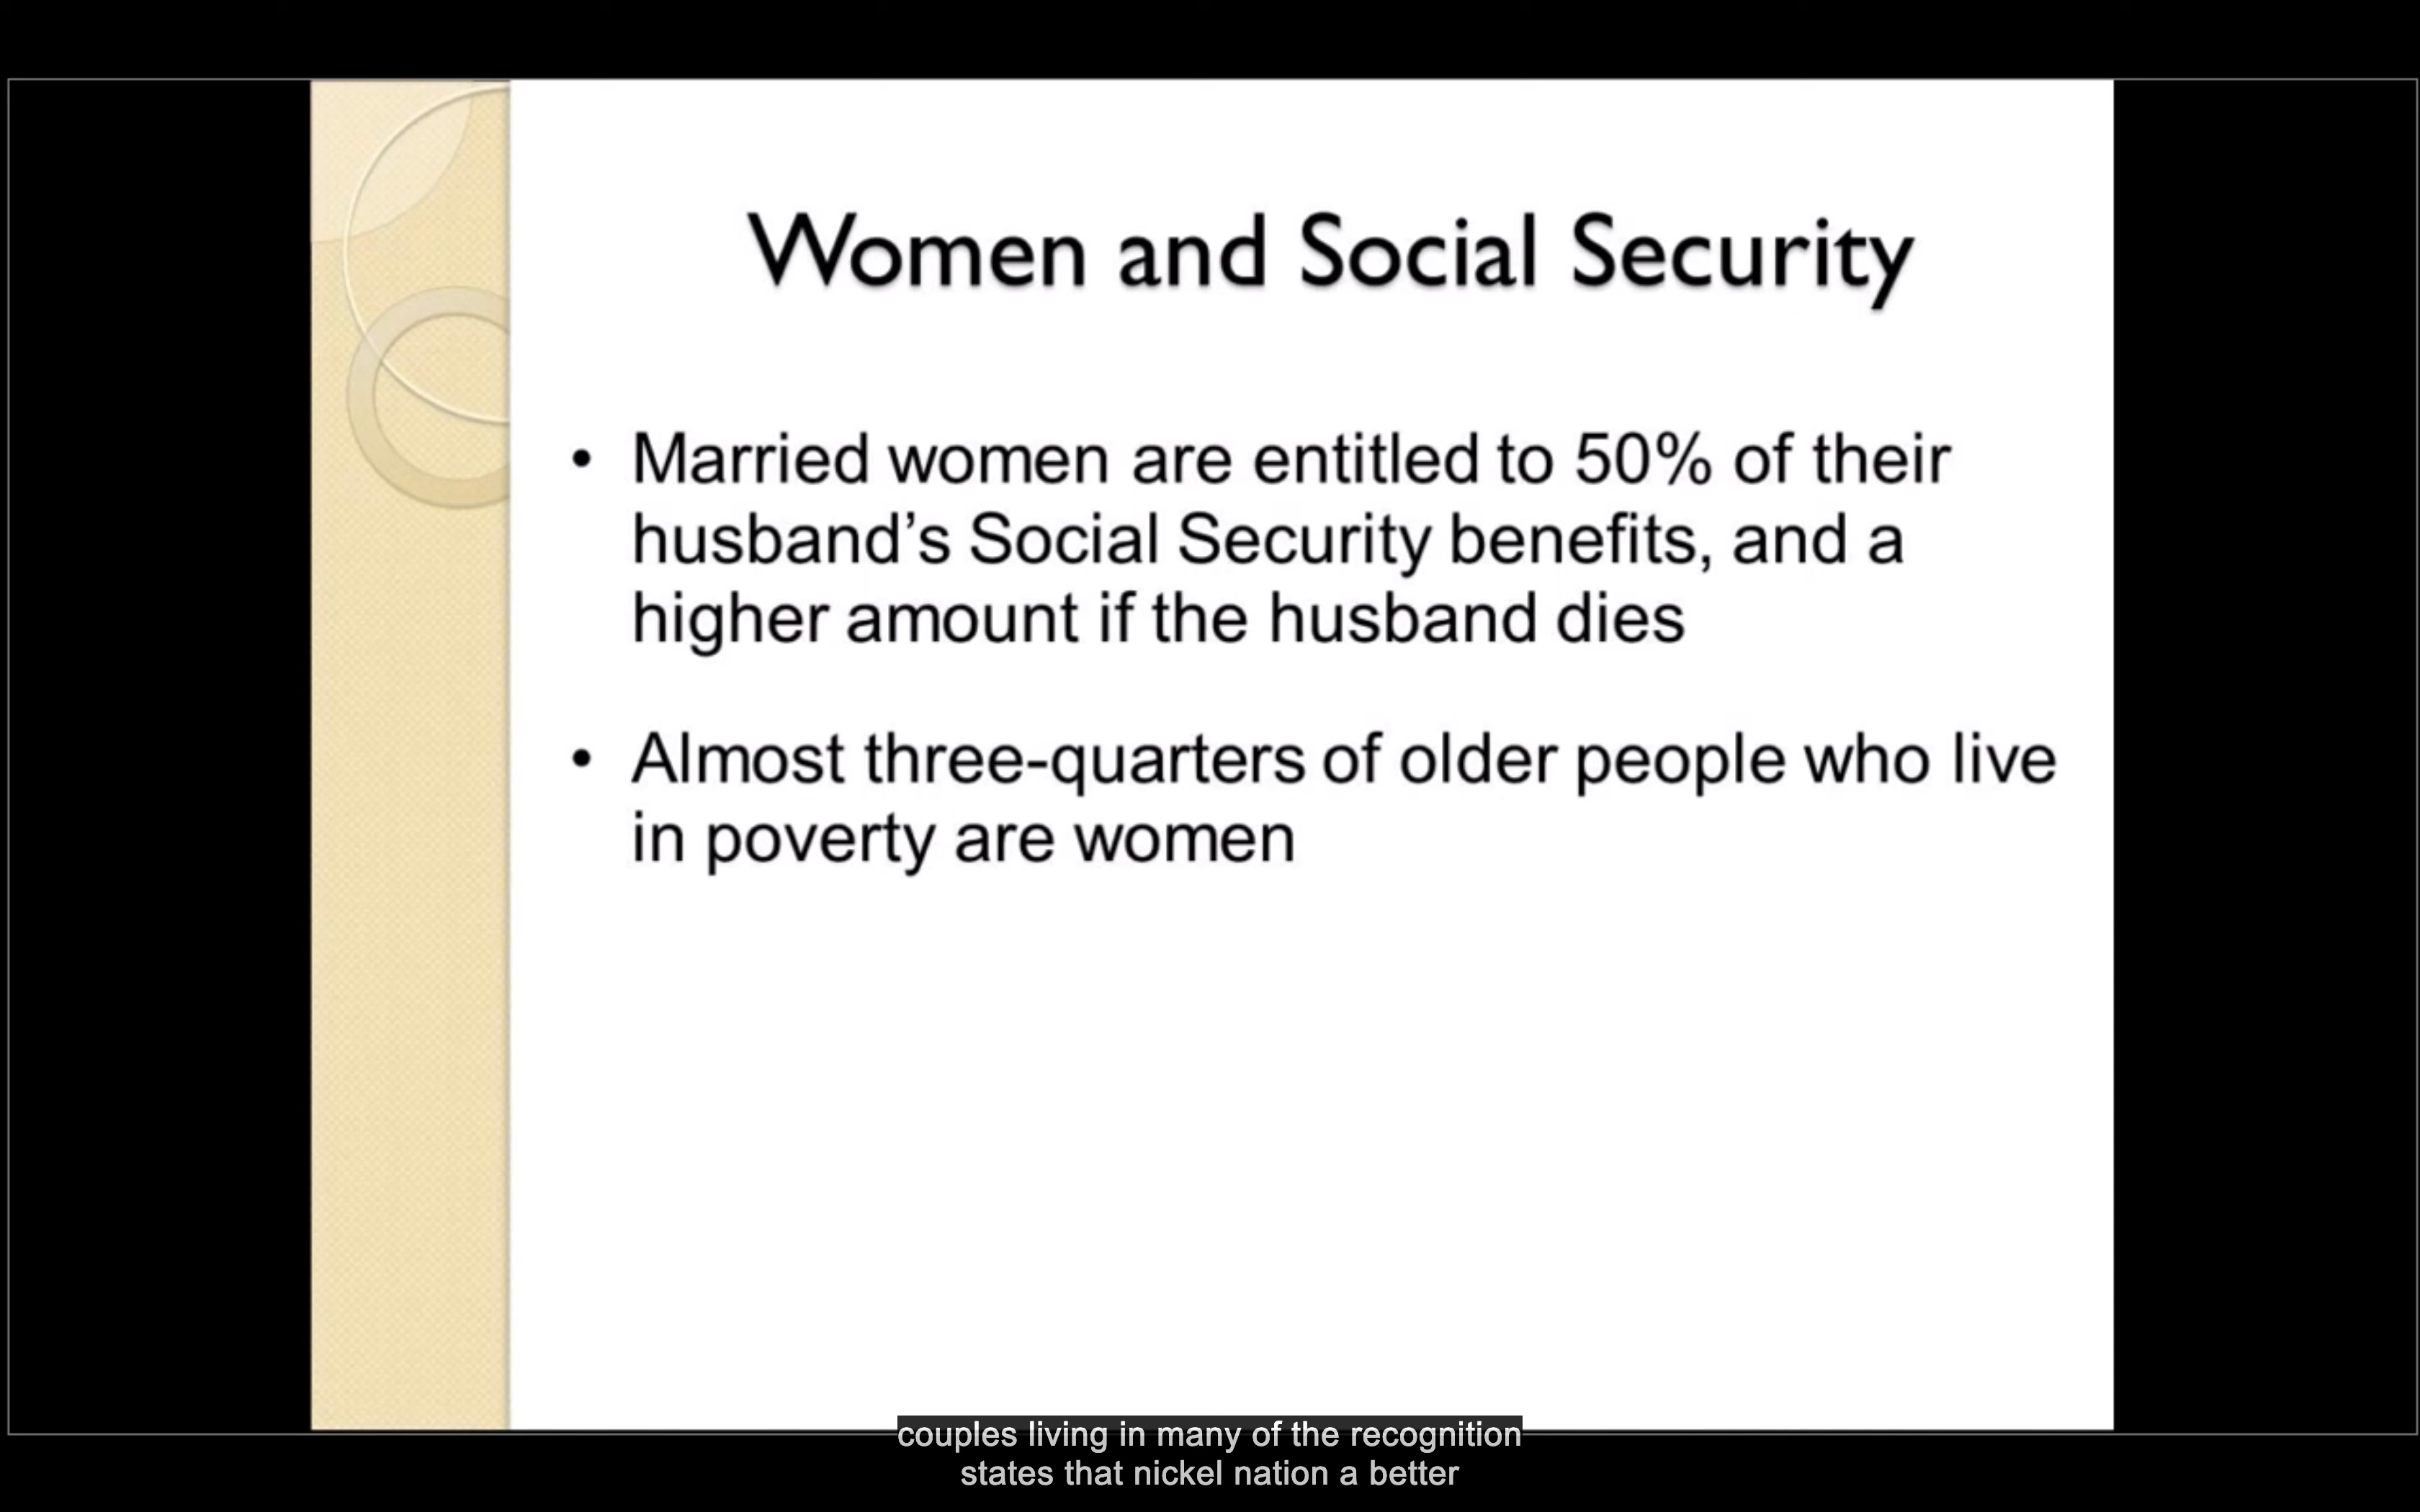 Women and Social Security
• Married women are entitled to 50% of their
husband’s Social Security benefits, and a
higher amount if the husband dies
• Almost three-quarters of older people who live
in poverty are women
couples living in many of the recognition
states that nickel nation a better